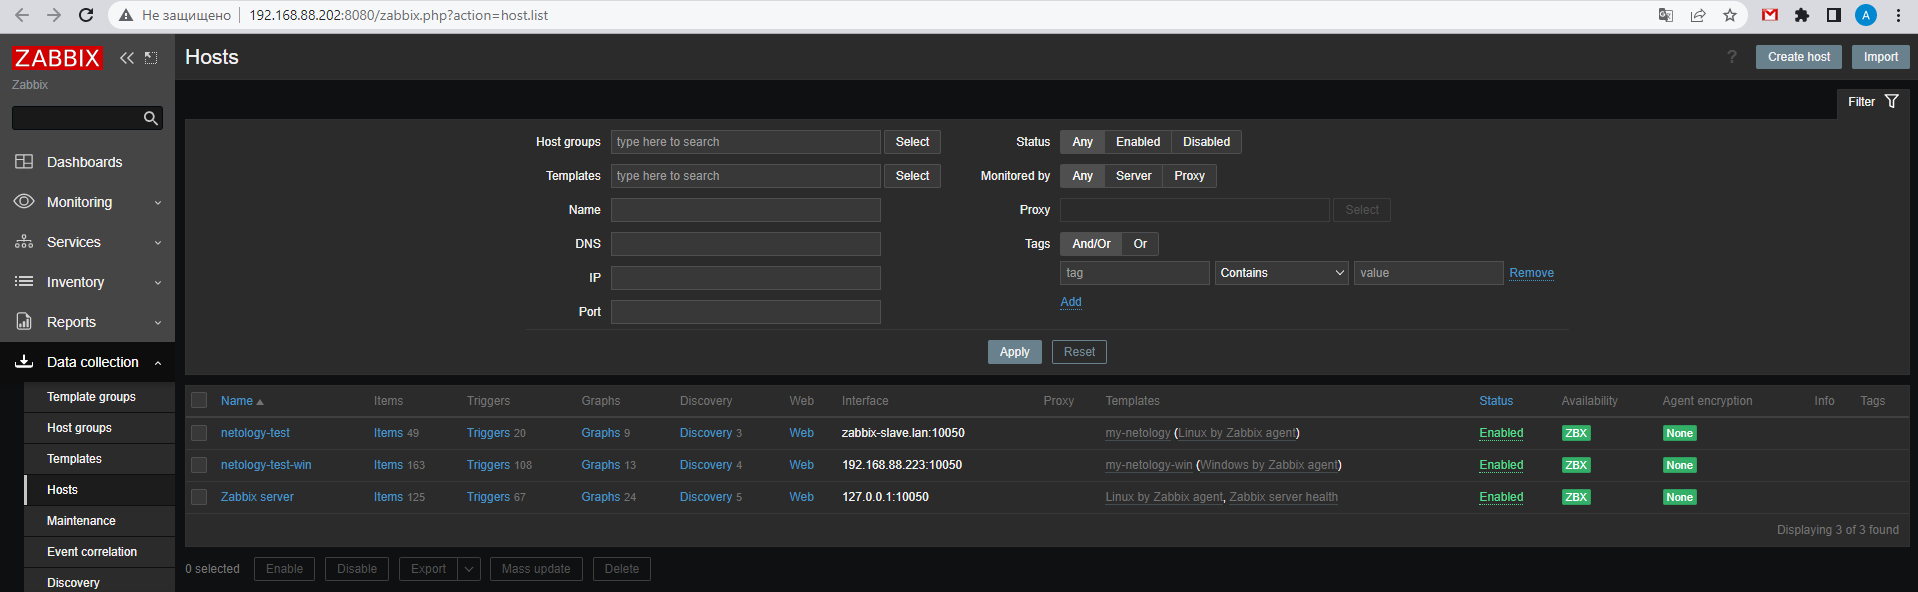 Не защищено 192.168.88.202:8080/zabbix.php?action=host.list A
ZABBIX
Zabbix
Dashboards
Monitoring
Services
Inventory
Reports
Data collection
Template groups
Host groups
Templates
Hosts
Maintenance
Event correlation
Discovery
Hosts ? Create host Import
Filter
Host groups type here to search Select
Templates type here to search Select
Name
DNS
IP
Port
Status Any Enabled Disabled
Monitored by Any Server Proxy
Proxy Select
Tags And/Or Or
tag Contains value Remove
Add
Apply Reset
Name Items Triggers Graphs Discovery Web Interface Proxy Templates Status Availability Agent encryption Info Tags
netology-test Items 49 Triggers 20 Graphs 9 Discovery 3 Web zabbix-slave.lan:10050 my-netology (Linux by Zabbix agent) Enabled ZBX None
netology-test-win Items 163 Triggers 108 Graphs 13 Discovery 4 Web 192.168.88.223:10050 my-netology-win (Windows by Zabbix agent) Enabled ZBX None
Zabbix server Items 125 Triggers 67 Graphs 24 Discovery 5 Web 127.0.0.1:10050 Linux by Zabbix agent, Zabbix server health Enabled ZBX None
Displaying 3 of 3 found
0 selected Enable Disable Export Mass update Delete